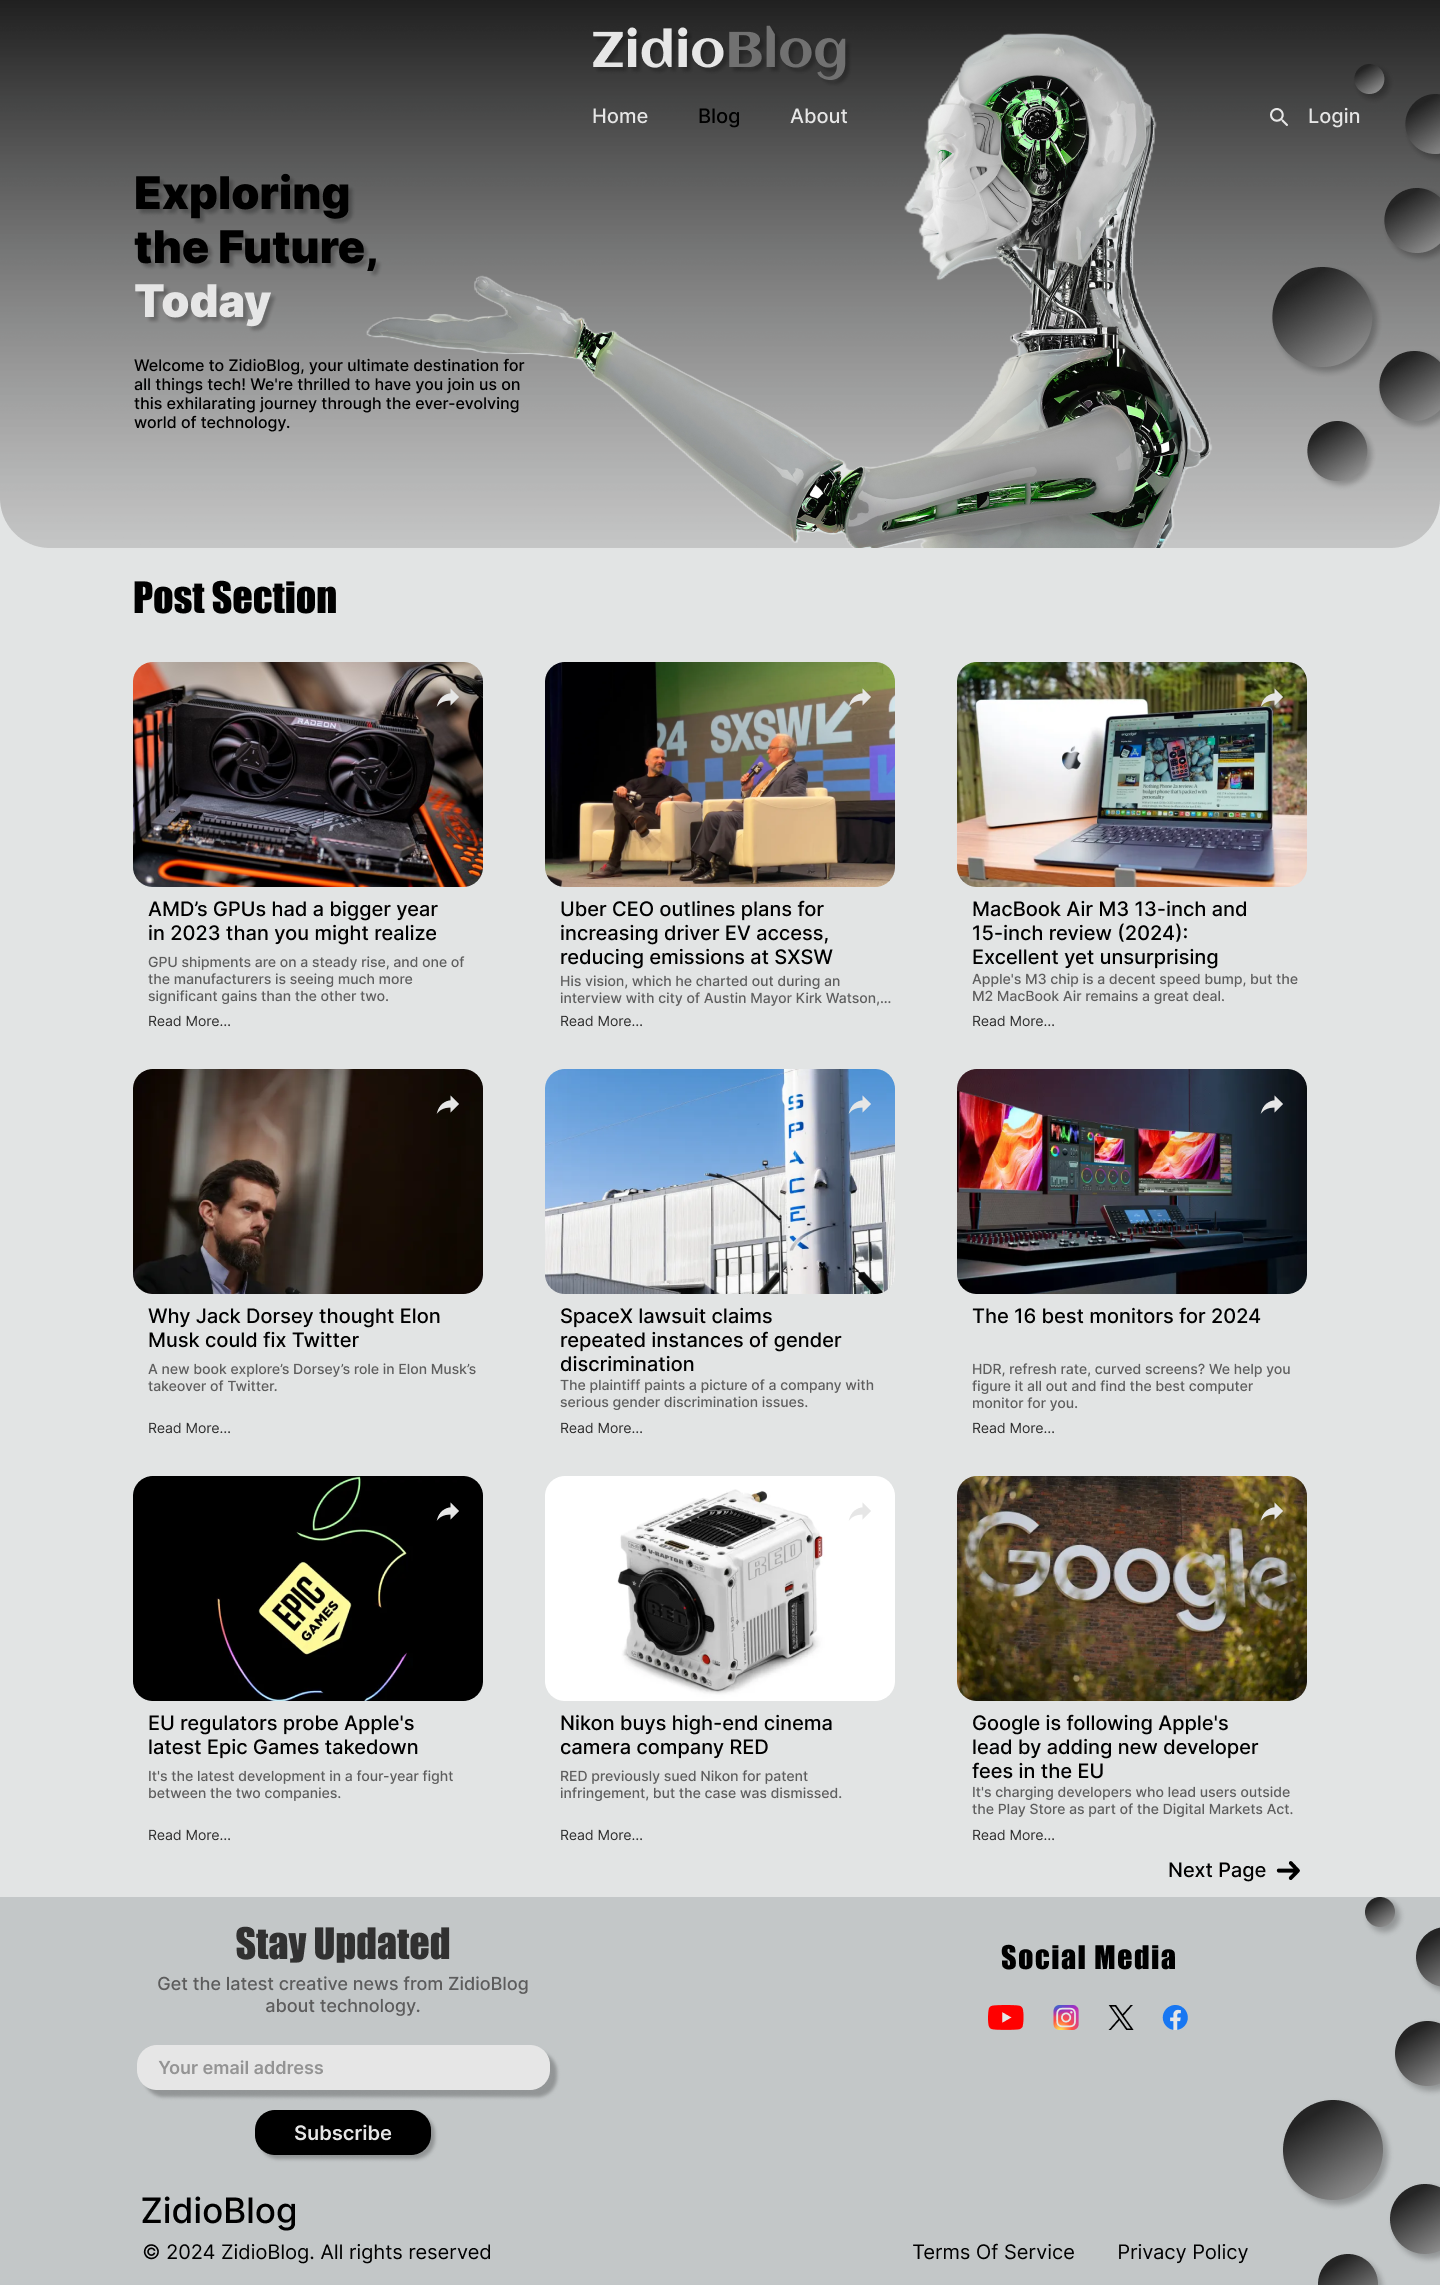 ZidioBlog
Home Blog About Login
Exploring
the Future,
Today
Welcome to ZidioBlog, your ultimate destination for
all things tech! We're thrilled to have you join us on
this exhilarating journey through the ever-evolving
world of technology.
Post Section
RADEON
24 SXSW
AMD’s GPUs had a bigger year
in 2023 than you might realize
GPU shipments are on a steady rise, and one of
the manufacturers is seeing much more
significant gains than the other two.
Read More...
Uber CEO outlines plans for
increasing driver EV access,
reducing emissions at SXSW
His vision, which he charted out during an
interview with city of Austin Mayor Kirk Watson,...
Read More...
MacBook Air M3 13-inch and
15-inch review (2024):
Excellent yet unsurprising
Apple's M3 chip is a decent speed bump, but the
M2 MacBook Air remains a great deal.
Read More...
SPACEX
Why Jack Dorsey thought Elon
Musk could fix Twitter
A new book explore’s Dorsey’s role in Elon Musk’s
takeover of Twitter.
Read More...
SpaceX lawsuit claims
repeated instances of gender
discrimination
The plaintiff paints a picture of a company with
serious gender discrimination issues.
Read More...
The 16 best monitors for 2024
HDR, refresh rate, curved screens? We help you
figure it all out and find the best computer
monitor for you.
Read More...
EPIC
GAMES
V-RAPTOR
RED
RED
Google
EU regulators probe Apple's
latest Epic Games takedown
It's the latest development in a four-year fight
between the two companies.
Read More...
Nikon buys high-end cinema
camera company RED
RED previously sued Nikon for patent
infringement, but the case was dismissed.
Read More...
Google is following Apple's
lead by adding new developer
fees in the EU
It's charging developers who lead users outside
the Play Store as part of the Digital Markets Act.
Read More...
Next Page
Stay Updated
Get the latest creative news from ZidioBlog
about technology.
Your email address
Subscribe
Social Media
ZidioBlog
© 2024 ZidioBlog. All rights reserved
Terms Of Service Privacy Policy